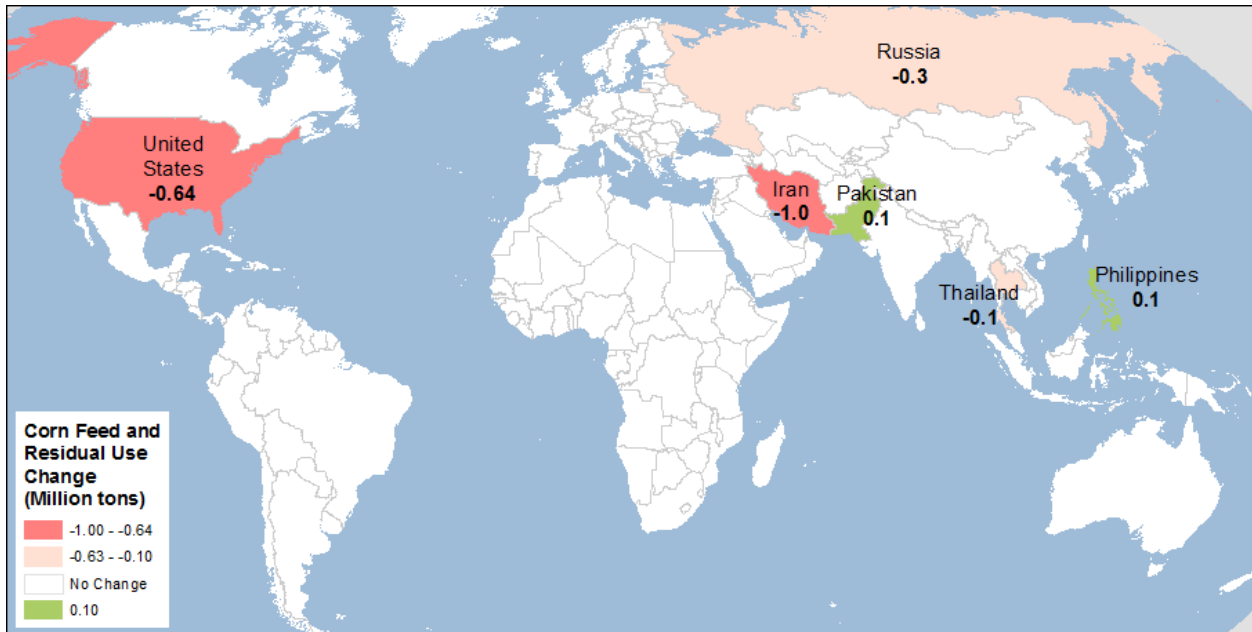 Russia
-0.3
United
States
-0.64
Iran
-1.0
Pakistan
0.1
Thailand
-0.1
Philippines
0.1
Corn Feed and
Residual Use
Change
(Million tons)
-1.00 - -0.64
-0.63 - -0.10
No Change
0.10